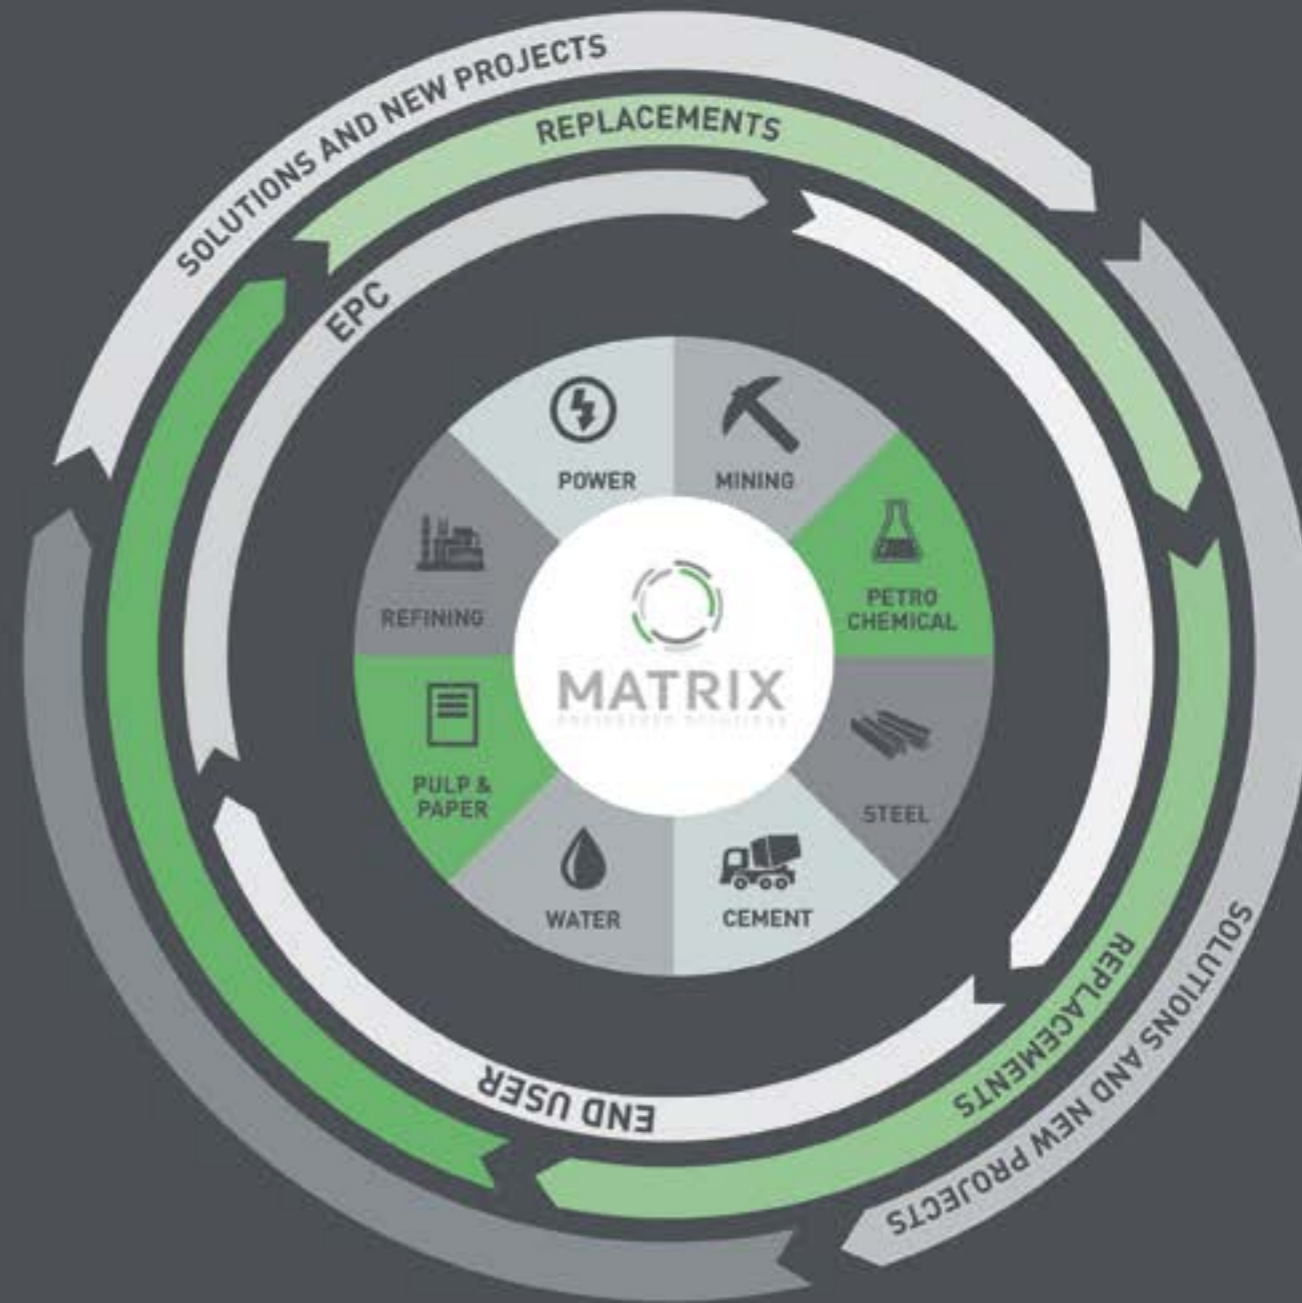 SOLUTIONS AND NEW PROJECTS
REPLACEMENTS
EPC
POWER
MINING
PETRO
CHEMICAL
STEEL
CEMENT
WATER
PULP &
PAPER
REFINING
MATRIX
END USER
REPLACEMENTS
SOLUTIONS AND NEW PROJECTS